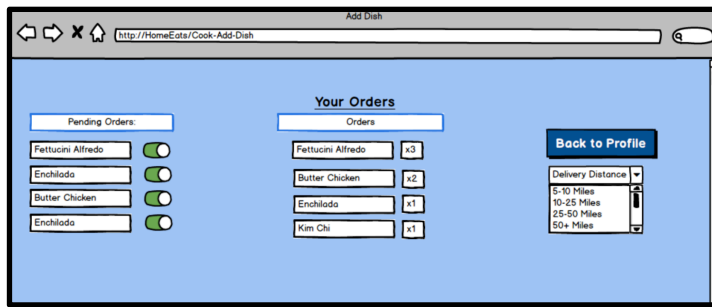 Add Dish
http://HomeEats/Cook-Add-Dish
Your Orders
Pending Orders:
Fettucini Alfredo
Enchilada
Butter Chicken
Enchilada
Orders
Fettucini Alfredo x3
Butter Chicken x2
Enchilada x1
Kim Chi x1
Back to Profile
Delivery Distance
5-10 Miles
10-25 Miles
25-50 Miles
50+ Miles